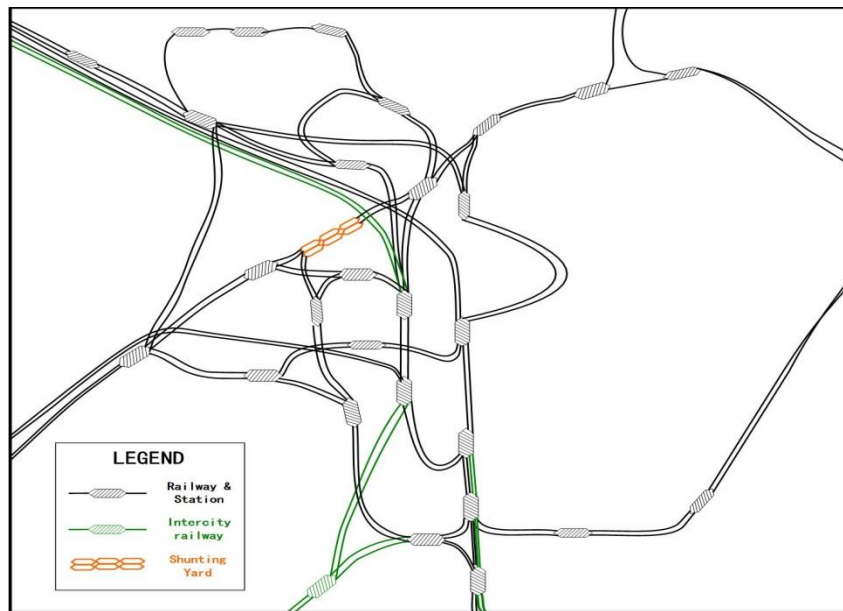 LEGEND
Railway &
Station
Intercity
railway
Shunting
Yard